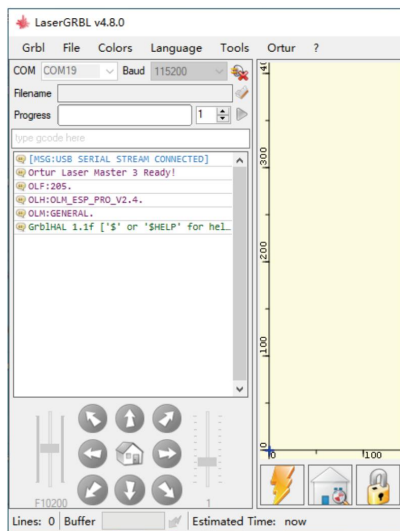 LaserGRBL v4.8.0
Grbl File Colors Language Tools Ortur ?
COM COM19 Baud 115200
Filename
Progress 1
type gcode here
[MSG:USB SERIAL STREAM CONNECTED]
Ortur Laser Master 3 Ready!
OLF:205.
OLH:OLM_ESP_PRO_V2.4.
OLM:GENERAL.
GrblHAL 1.1f ['$' or '$HELP' for hel…
300
200
100
0
0 100
F10200 1
Lines: 0 Buffer Estimated Time: now